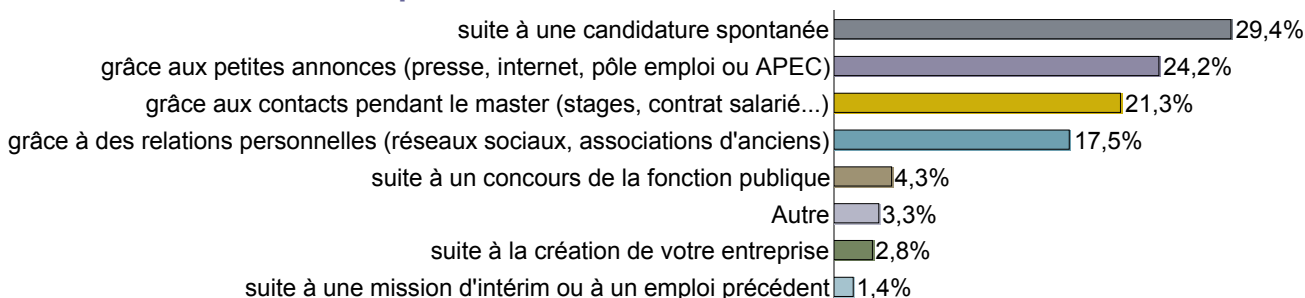 suite à une candidature spontanée 29,4%
grâce aux petites annonces (presse, internet, pôle emploi ou APEC) 24,2%
grâce aux contacts pendant le master (stages, contrat salarié...) 21,3%
grâce à des relations personnelles (réseaux sociaux, associations d'anciens) 17,5%
suite à un concours de la fonction publique 4,3%
Autre 3,3%
suite à la création de votre entreprise 2,8%
suite à une mission d'intérim ou à un emploi précédent 1,4%